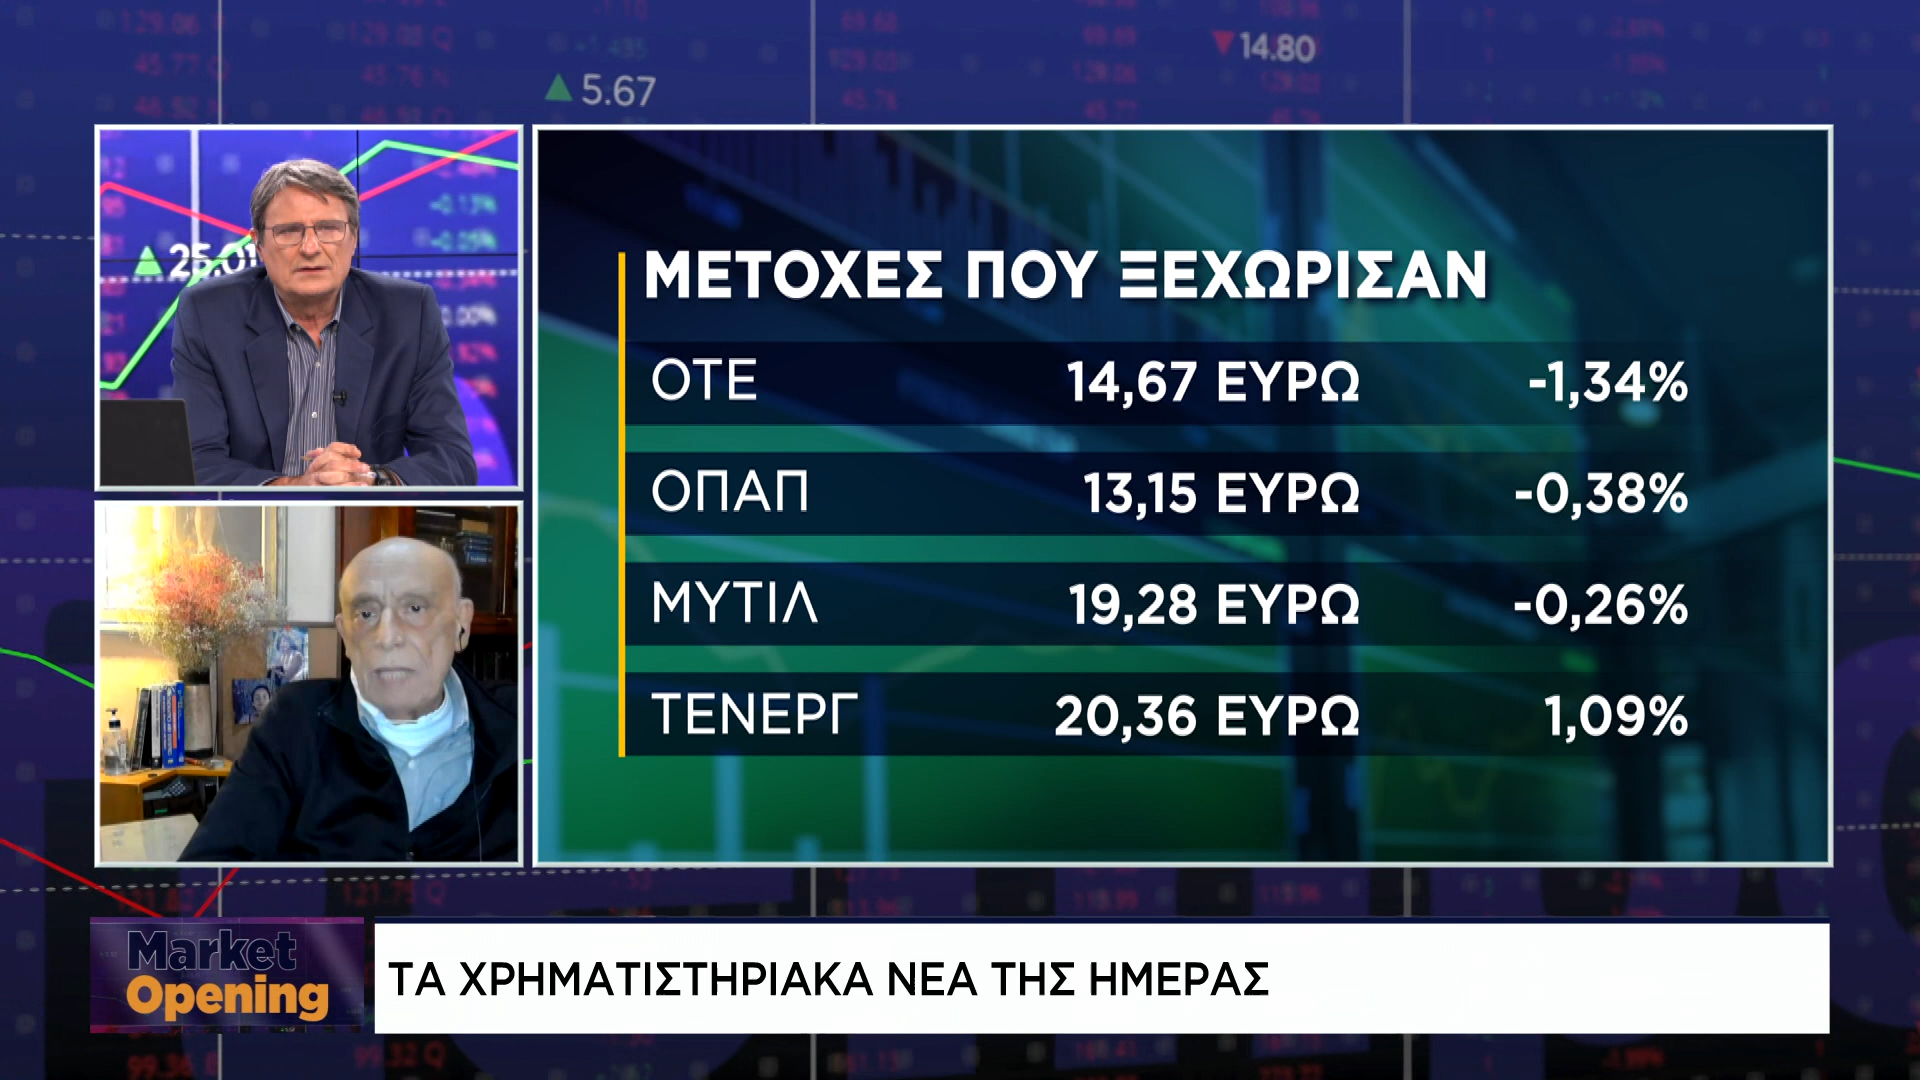 5.67
14.80
25.01
ΜΕΤΟΧΕΣ ΠΟΥ ΞΕΧΩΡΙΣΑΝ
ΟΤΕ 14,67 ΕΥΡΩ -1,34%
ΟΠΑΠ 13,15 ΕΥΡΩ -0,38%
ΜΥΤΙΛ 19,28 ΕΥΡΩ -0,26%
ΤΕΝΕΡΓ 20,36 ΕΥΡΩ 1,09%
Market
Opening
ΤΑ ΧΡΗΜΑΤΙΣΤΗΡΙΑΚΑ ΝΕΑ ΤΗΣ ΗΜΕΡΑΣ